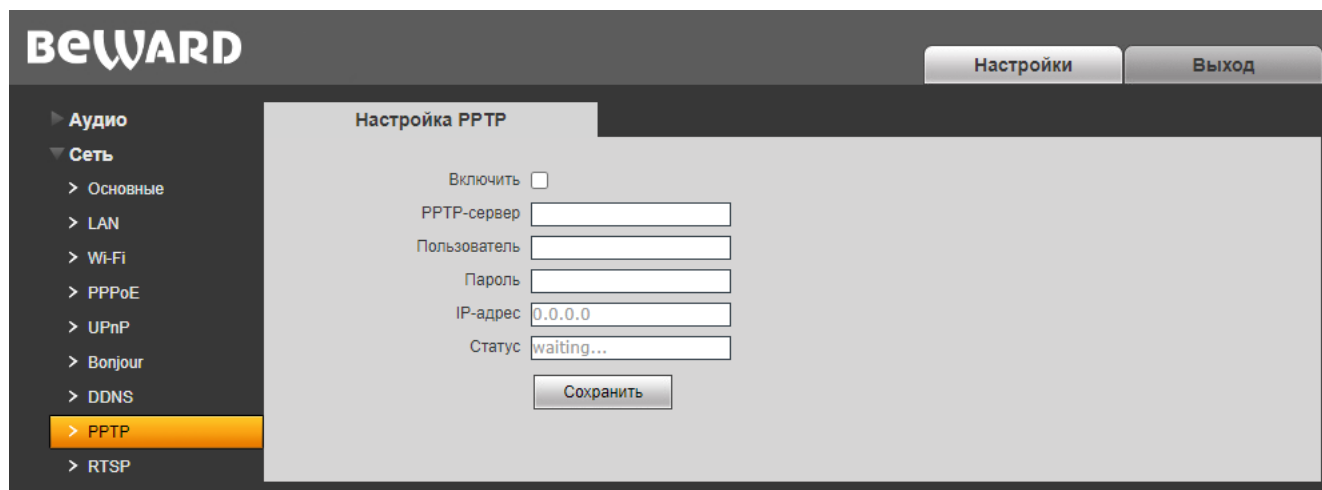 BEWARD
Настройки
Выход
Аудио
Сеть
> Основные
> LAN
> Wi-Fi
> PPPoE
> UPnP
> Bonjour
> DDNS
> PPTP
> RTSP
Настройка PPTP
Включить
PPTP-сервер
Пользователь
Пароль
IP-адрес 0.0.0.0
Статус waiting...
Сохранить